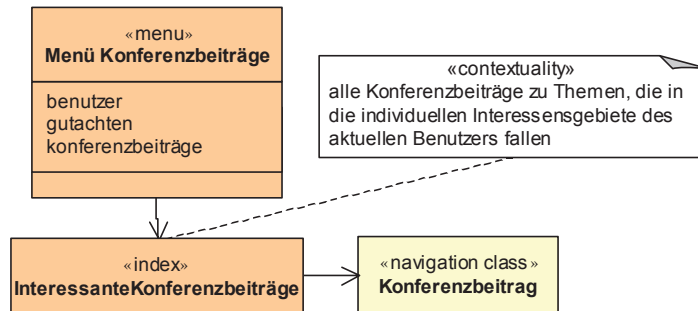 «menu»
Menü Konferenzbeiträge
benutzer
gutachten
konferenzbeiträge
«contextuality»
alle Konferenzbeiträge zu Themen, die in
die individuellen Interessensgebiete des
aktuellen Benutzers fallen
«index»
InteressanteKonferenzbeiträge
«navigation class»
Konferenzbeitrag